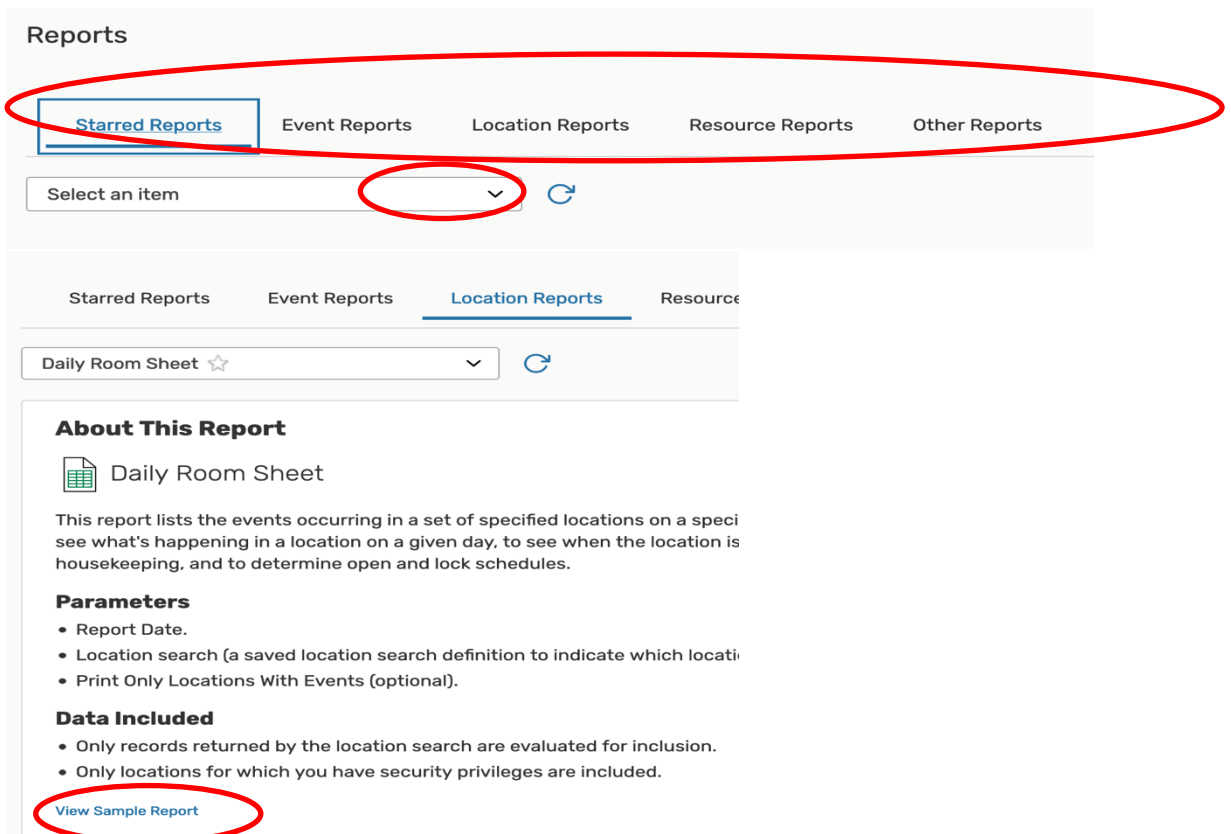 Reports
Starred Reports Event Reports Location Reports Resource Reports Other Reports
Select an item
Starred Reports Event Reports Location Reports Resource
Daily Room Sheet
About This Report
Daily Room Sheet
This report lists the events occurring in a set of specified locations on a speci
see what's happening in a location on a given day, to see when the location is
housekeeping, and to determine open and lock schedules.
Parameters
• Report Date.
• Location search (a saved location search definition to indicate which locati
• Print Only Locations With Events (optional).
Data Included
• Only records returned by the location search are evaluated for inclusion.
• Only locations for which you have security privileges are included.
View Sample Report